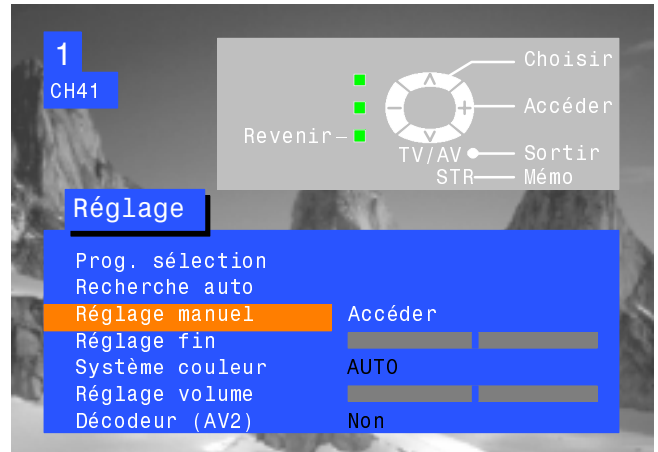 1
CH41
Choisir
Accéder
Revenir
TV/AV
Sortir
STR
Mémo
Réglage
Prog. sélection
Recherche auto
Réglage manuel Accéder
Réglage fin
Système couleur AUTO
Réglage volume
Décodeur (AV2) Non